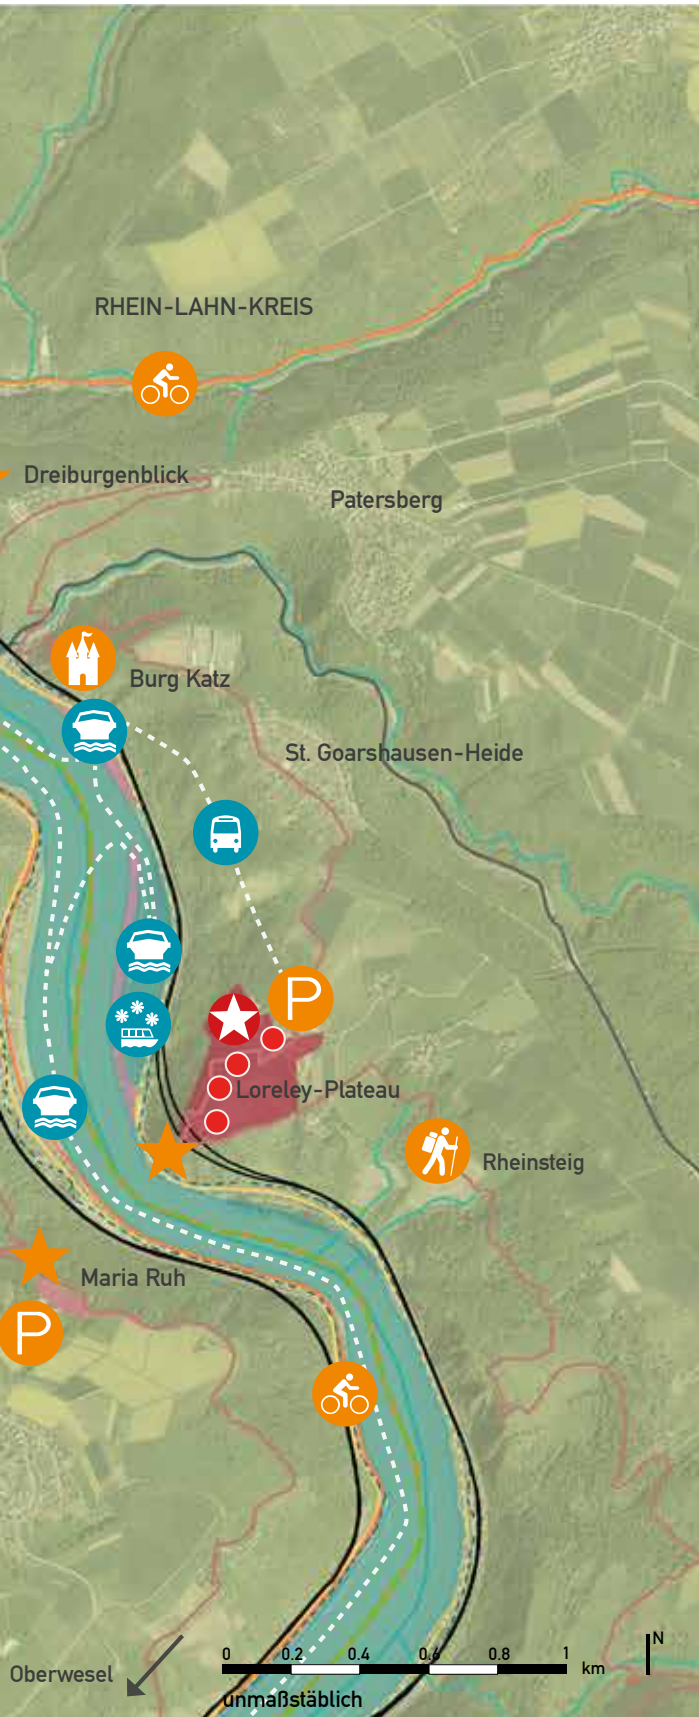 RHEIN-LAHN-KREIS
Dreiburgenblick
Patersberg
Burg Katz
St. Goarshausen-Heide
P
Loreley-Plateau
Rheinsteig
Maria Ruh
P
Oberwesel
0 0.2 0.4 0.6 0.8 1
km
N
unmaßstäblich